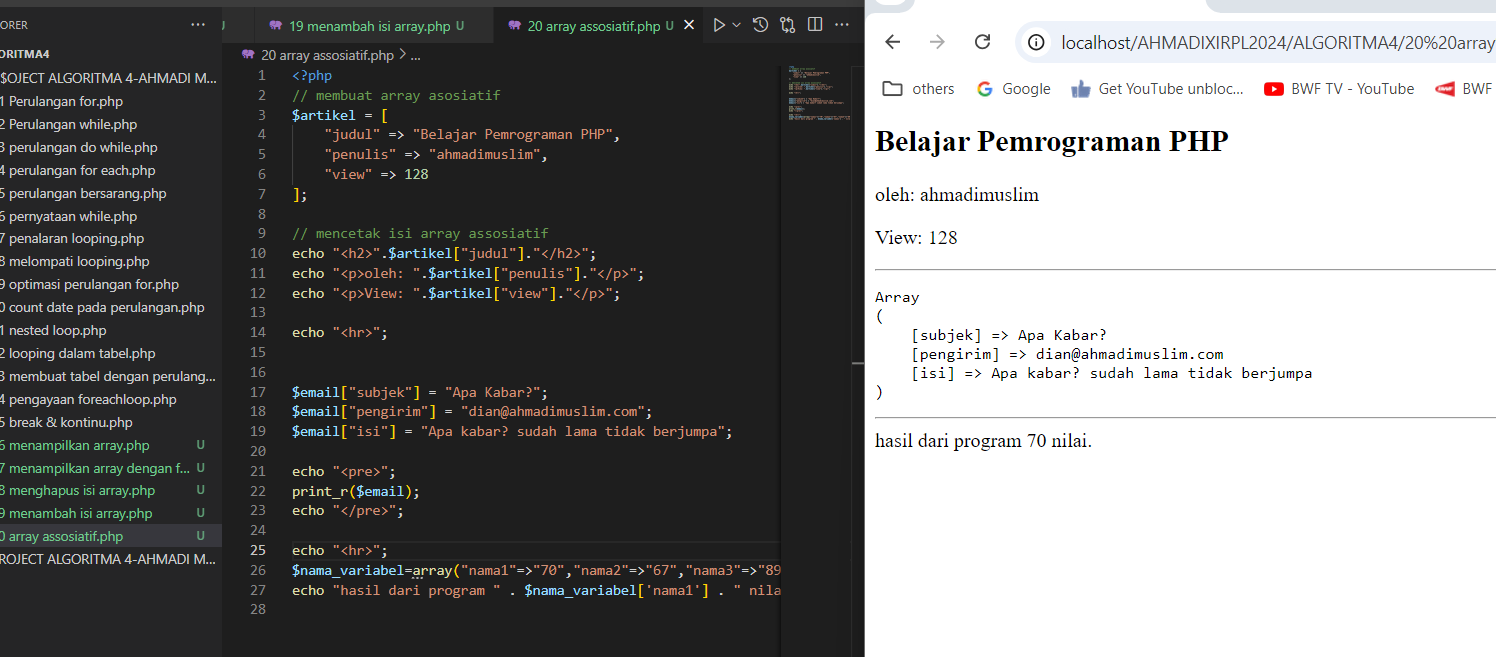 ORER ...
ORITMA4
$OJECT ALGORITMA 4-AHMADI M...
1 Perulangan for.php
2 Perulangan while.php
3 perulangan do while.php
4 perulangan for each.php
5 perulangan bersarang.php
6 pernyataan while.php
7 penalaran looping.php
8 melompati looping.php
9 optimasi perulangan for.php
0 count date pada perulangan.php
1 nested loop.php
2 looping dalam tabel.php
3 membuat tabel dengan perulang...
4 pengayaan foreachloop.php
5 break & kontinu.php
6 menampilkan array.php U
7 menampilkan array dengan f... U
8 menghapus isi array.php U
9 menambah isi array.php U
0 array assosiatif.php U
ROJECT ALGORITMA 4-AHMADI M...
U 19 menambah isi array.php U 20 array assosiatif.php U
20 array assosiatif.php > ...
1 <?php
2 // membuat array asosiatif
3 $artikel = [
4 "judul" => "Belajar Pemrograman PHP",
5 "penulis" => "ahmadimuslim",
6 "view" => 128
7 ];
8
9 // mencetak isi array assosiatif
10 echo "<h2>".$artikel["judul"]."</h2>";
11 echo "<p>oleh: ".$artikel["penulis"]."</p>";
12 echo "<p>View: ".$artikel["view"]."</p>";
13
14 echo "<hr>";
15
16
17 $email["subjek"] = "Apa Kabar?";
18 $email["pengirim"] = "dian@ahmadimuslim.com";
19 $email["isi"] = "Apa kabar? sudah lama tidak berjumpa";
20
21 echo "<pre>";
22 print_r($email);
23 echo "</pre>";
24
25 echo "<hr>";
26 $nama_variabel=array("nama1"=>"70","nama2"=>"67","nama3"=>"89
27 echo "hasil dari program " . $nama_variabel['nama1'] . " nila
28
localhost/AHMADIXIRPL2024/ALGORITMA4/20%20array
others Google Get YouTube unbloc... BWF TV - YouTube BWF
Belajar Pemrograman PHP
oleh: ahmadimuslim
View: 128
Array
(
[subjek] => Apa Kabar?
[pengirim] => dian@ahmadimuslim.com
[isi] => Apa kabar? sudah lama tidak berjumpa
)
hasil dari program 70 nilai.